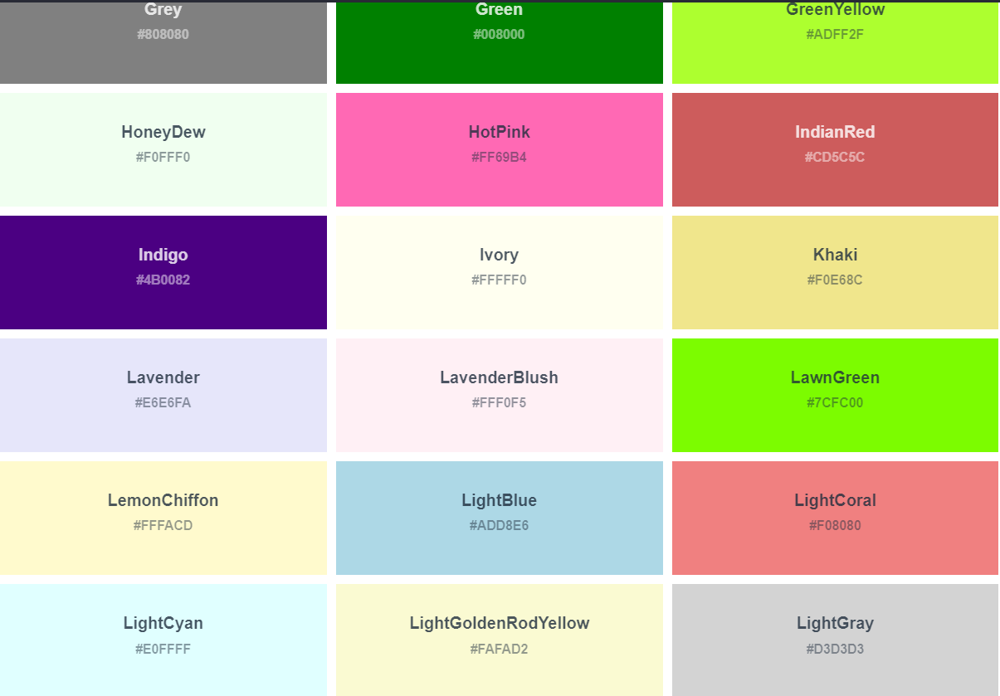 Grey
#808080
Green
#008000
GreenYellow
#ADFF2F
HoneyDew
#F0FFF0
HotPink
#FF69B4
IndianRed
#CD5C5C
Indigo
#4B0082
Ivory
#FFFFF0
Khaki
#F0E68C
Lavender
#E6E6FA
LavenderBlush
#FFF0F5
LawnGreen
#7CFC00
LemonChiffon
#FFFACD
LightBlue
#ADD8E6
LightCoral
#F08080
LightCyan
#E0FFFF
LightGoldenRodYellow
#FAFAD2
LightGray
#D3D3D3